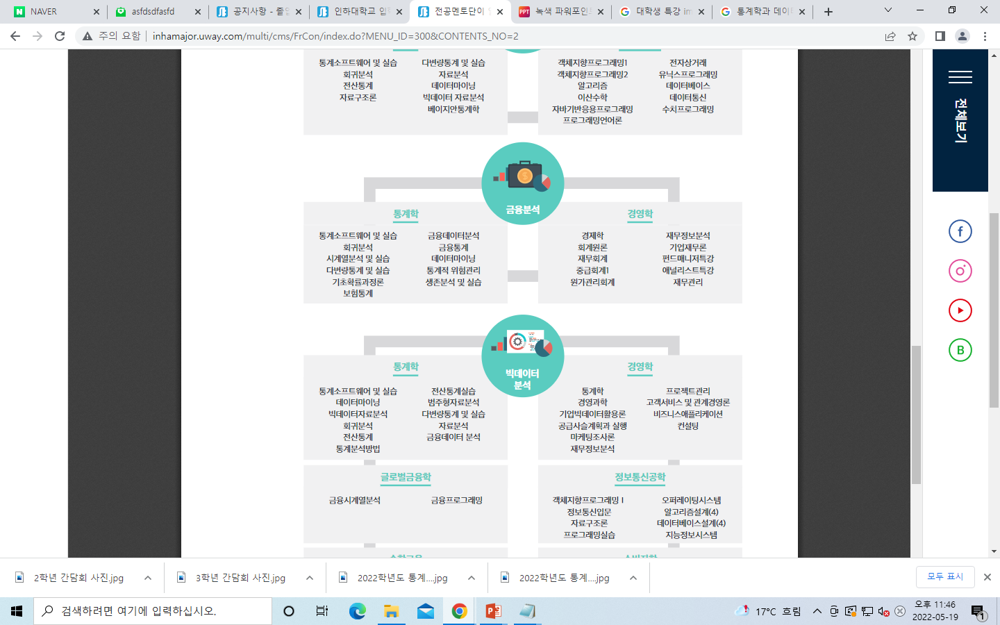 NAVER
asfdsdfasfd
공지사항 - 졸업
인하대학교 입
전공멘토단이
녹색 파워포인트
대학생 특강 im
통계학과 데이
주의 요함
inhamajor.uway.com/multi/cms/FrCon/index.do?MENU_ID=300&CONTENTS_NO=2
통계소프트웨어 및 실습
회귀분석
전산통계
자료구조론
다변량통계 및 실습
자료분석
데이터마이닝
빅데이터 자료분석
베이지안통계학
객체지향프로그래밍1
객체지향프로그래밍2
알고리즘
이산수학
자바기반응용프로그래밍
프로그래밍언어론
전자상거래
유닉스프로그래밍
데이터베이스
데이터통신
수치프로그래밍
금융분석
통계학
통계소프트웨어 및 실습
회귀분석
시계열분석 및 실습
다변량통계 및 실습
기초확률과정론
보험통계
금융데이터분석
금융통계
데이터마이닝
통계적 위험관리
생존분석 및 실습
경영학
경제학
회계원론
재무회계
중급회계1
원가관리회계
재무정보분석
기업재무론
펀드매니저특강
애널리스트특강
재무관리
빅데이터
분석
통계학
통계소프트웨어 및 실습
데이터마이닝
빅데이터자료분석
회귀분석
전산통계
통계분석방법
전산통계실습
범주형자료분석
다변량통계 및 실습
자료분석
금융데이터 분석
경영학
통계학
경영과학
기업빅데이터활용론
공급사슬계획과 실행
마케팅조사론
재무정보분석
프로젝트관리
고객서비스 및 관계경영론
비즈니스애플리케이션
컨설팅
글로벌금융학
금융시계열분석
금융프로그래밍
정보통신공학
객체지향프로그래밍 I
정보통신입문
자료구조론
프로그래밍실습
오퍼레이팅시스템
알고리즘설계(4)
데이터베이스설계(4)
지능정보시스템
전체보기
B
2학년 간담회 사진.jpg
3학년 간담회 사진.jpg
2022학년도 통계....jpg
2022학년도 통계....jpg
모두 표시
검색하려면 여기에 입력하십시오.
17°C 흐림
오후 11:46
2022-05-19
1